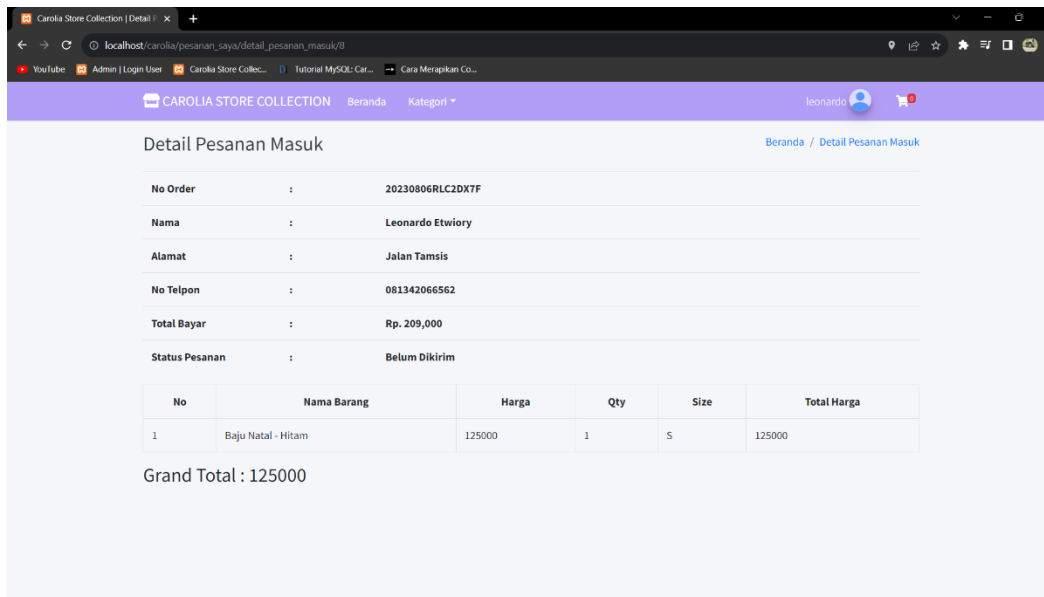 Carolia Store Collection | Detail P
localhost/carolia/pesanan_saya/detail_pesanan_masuk/8
YouTube Admin | Login User Carolia Store Collec... Tutorial MySQL: Car... Cara Merapikan Co...
CAROLIA STORE COLLECTION Beranda Kategori leonardo 0
Detail Pesanan Masuk Beranda / Detail Pesanan Masuk
No Order : 20230806RLC2DX7F
Nama : Leonardo Etwiory
Alamat : Jalan Tamsis
No Telpon : 081342066562
Total Bayar : Rp. 209,000
Status Pesanan : Belum Dikirim
No Nama Barang Harga Qty Size Total Harga
1 Baju Natal - Hitam 125000 1 S 125000
Grand Total : 125000